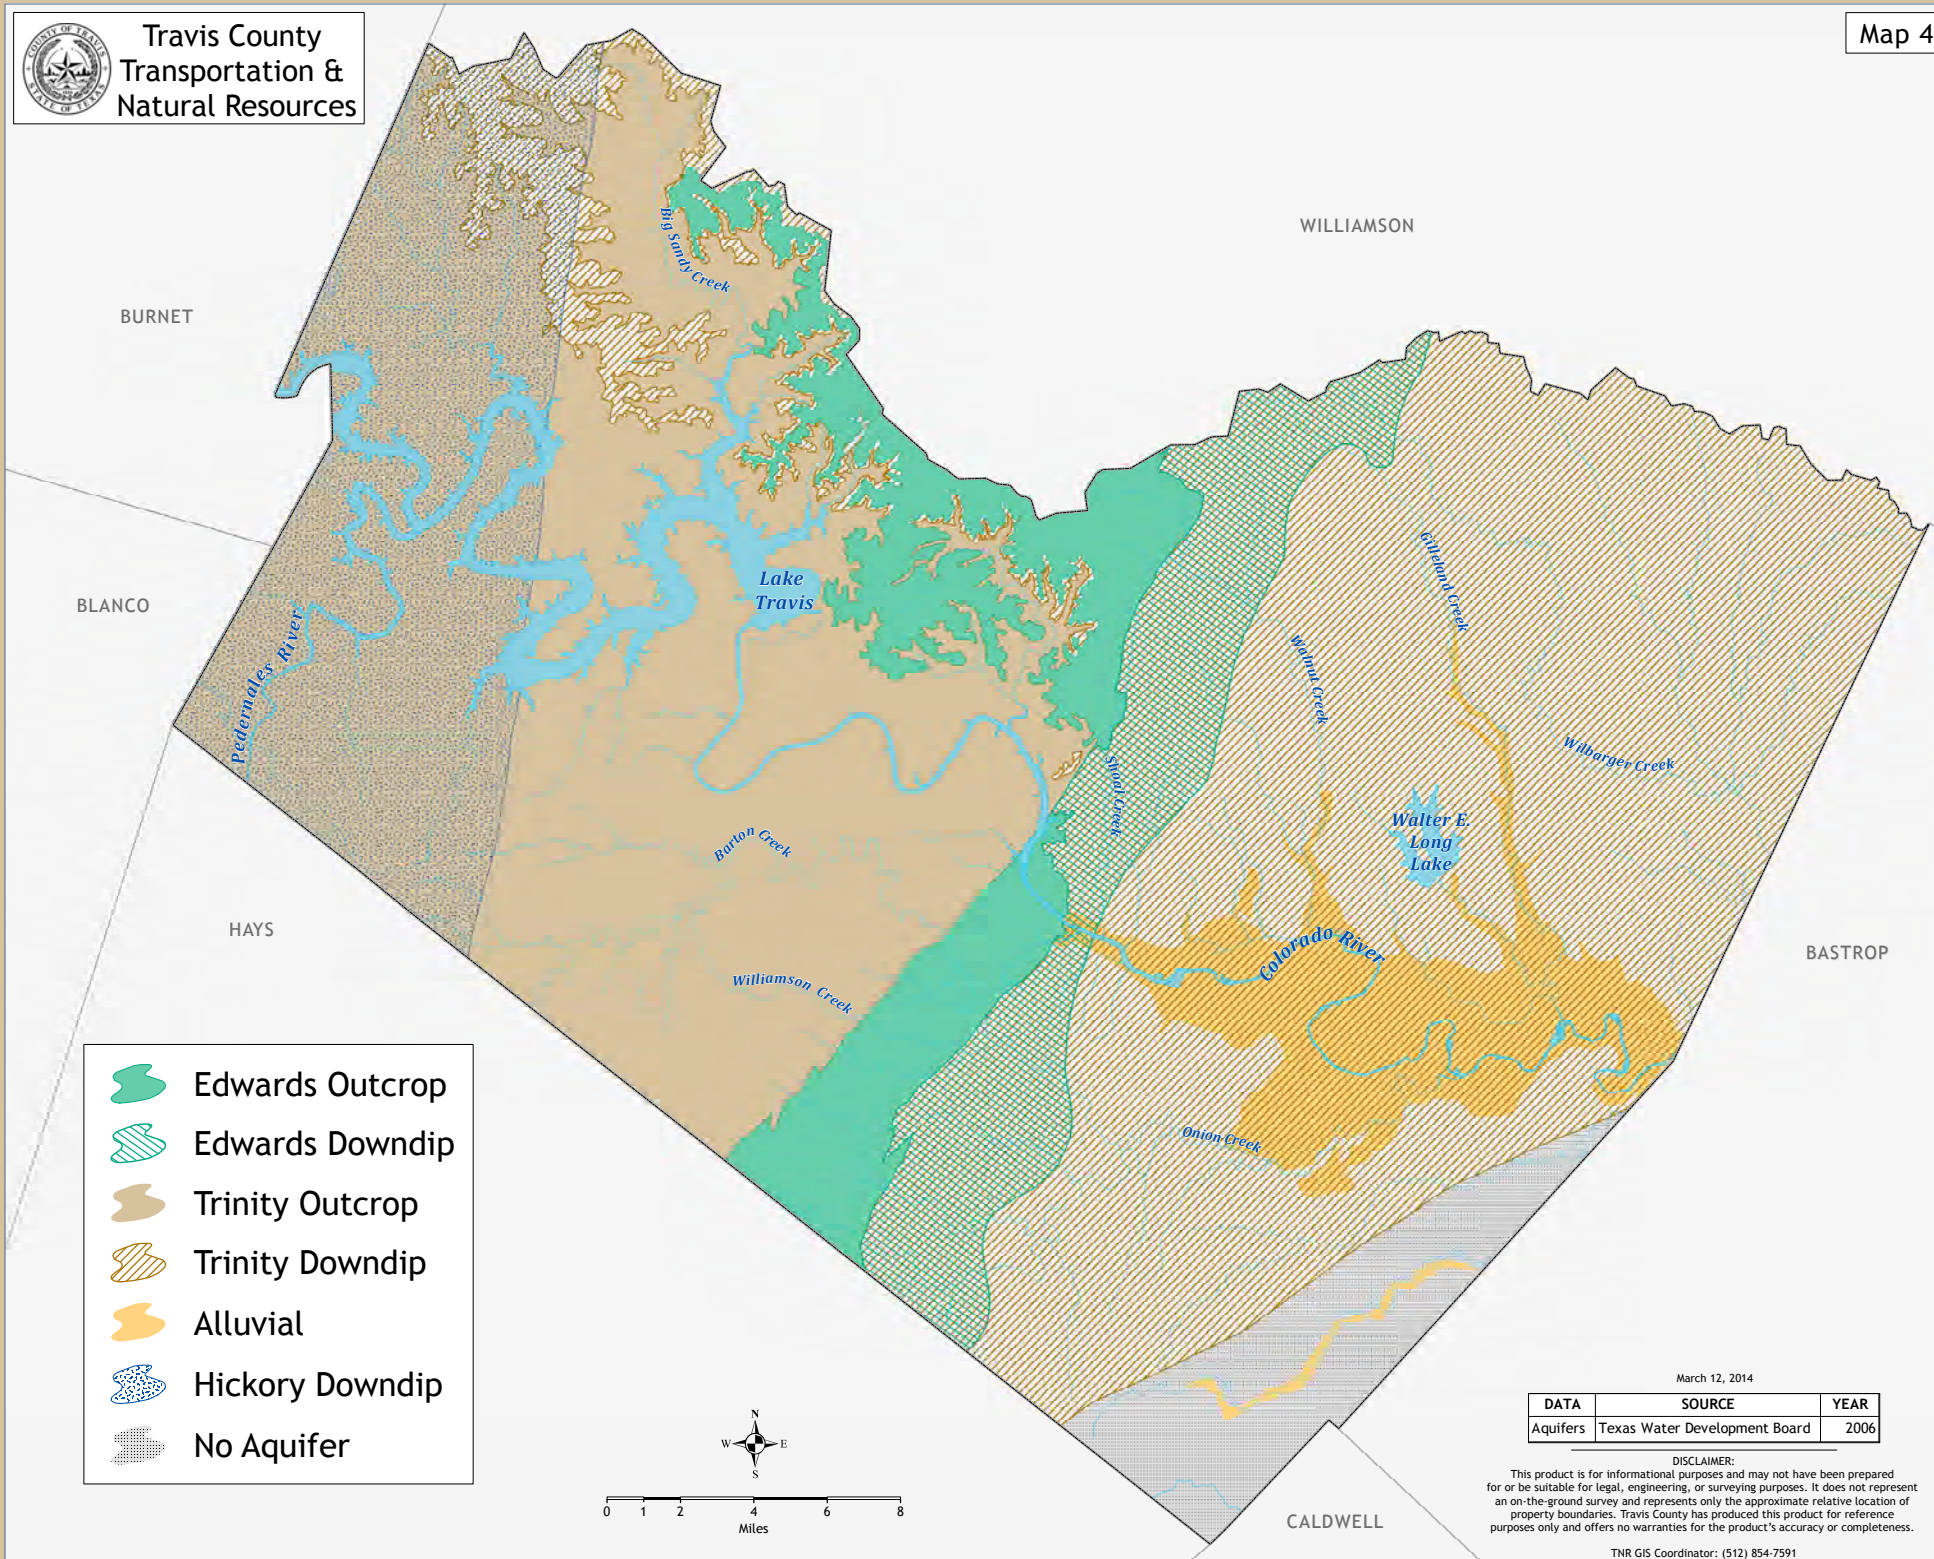 COUNTY OF TRAVIS
STATE OF TEXAS
Travis County
Transportation &
Natural Resources
Map 4
WILLIAMSON
BURNET
BLANCO
HAYS
BASTROP
CALDWELL
Big Sandy Creek
Lake
Travis
Pedernales River
Gilleland Creek
Walnut Creek
Wilbarger Creek
Shoal Creek
Walter E.
Long
Lake
Barton Creek
Colorado River
Williamson Creek
Onion Creek
Edwards Outcrop
Edwards Downdip
Trinity Outcrop
Trinity Downdip
Alluvial
Hickory Downdip
No Aquifer
N
W E
S
0 1 2 4 6 8
Miles
March 12, 2014
DATA SOURCE YEAR
Aquifers Texas Water Development Board 2006
DISCLAIMER:
This product is for informational purposes and may not have been prepared
for or be suitable for legal, engineering, or surveying purposes. It does not represent
an on-the-ground survey and represents only the approximate relative location of
property boundaries. Travis County has produced this product for reference
purposes only and offers no warranties for the product's accuracy or completeness.
TNR GIS Coordinator: (512) 854-7591